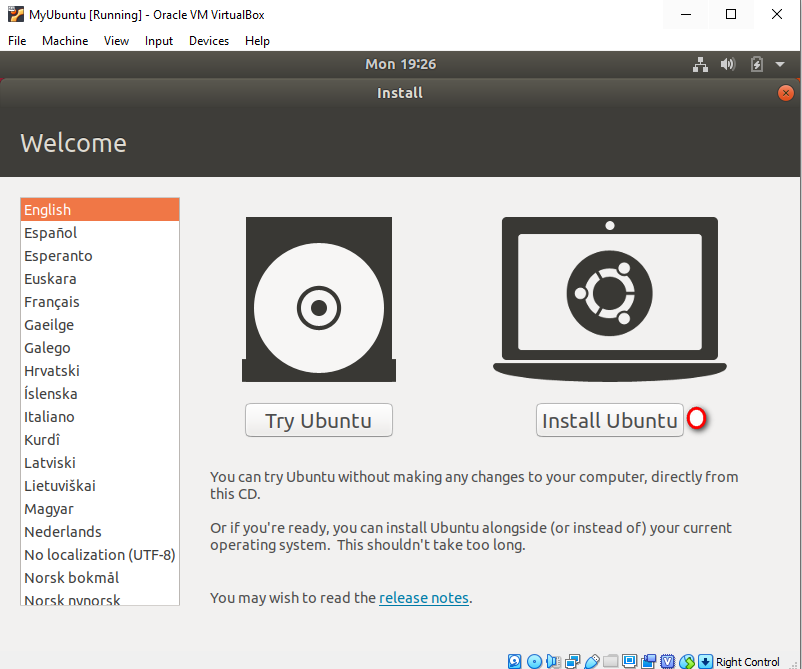 MyUbuntu [Running] - Oracle VM VirtualBox
File Machine View Input Devices Help
Mon 19:26
Install
Welcome
English
Español
Esperanto
Euskara
Français
Gaeilge
Galego
Hrvatski
Íslenska
Italiano
Kurdî
Latviski
Lietuviškai
Magyar
Nederlands
No localization (UTF-8)
Norsk bokmål
Norsk nynorsk
Try Ubuntu
Install Ubuntu
You can try Ubuntu without making any changes to your computer, directly from
this CD.
Or if you're ready, you can install Ubuntu alongside (or instead of) your current
operating system. This shouldn't take too long.
You may wish to read the release notes.
Right Control